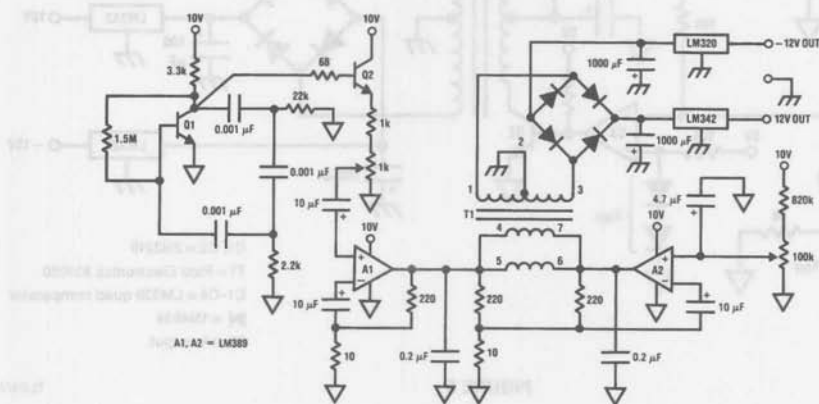 10V
3.3k
Q1
1.5M
0.001 µF
22k
0.001 µF
0.001 µF
2.2k
68
10V
Q2
1k
1k
10 µF
10V
A1
10 µF
220
10
0.2 µF
A1, A2 = LM389
1
2
3
T1
4
7
5
6
220
220
10
0.2 µF
1000 µF
1000 µF
LM320
–12V OUT
LM342
12V OUT
10V
4.7 µF
820k
10V
100k
A2
10 µF